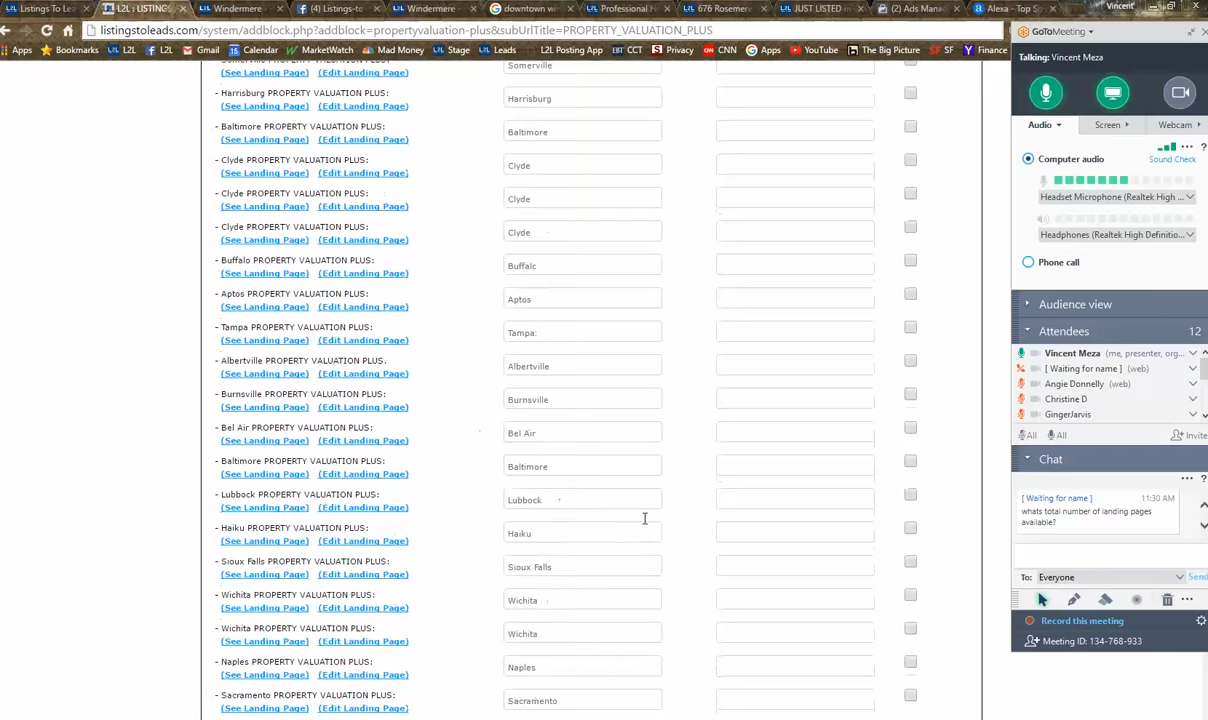 Listings To Lea
L2L : LISTINGS
Windermere
(4) Listings-to
Windermere
downtown w
Professional H
676 Rosemer
JUST LISTED in
(2) Ads Man
Alexa - Top S
Vincent
listingstoleads.com/system/addblock.php?addblock=propertyvaluation-plus&subUrlTitle=PROPERTY_VALUATION_PLUS
Apps Bookmarks L2L L2L Gmail Calendar MarketWatch Mad Money Stage Leads L2L Posting App CCT Privacy CNN Apps YouTube The Big Picture SF Finance
(See Landing Page) (Edit Landing Page) Somerville
- Harrisburg PROPERTY VALUATION PLUS: Harrisburg
(See Landing Page) (Edit Landing Page)
- Baltimore PROPERTY VALUATION PLUS: Baltimore
(See Landing Page) (Edit Landing Page)
- Clyde PROPERTY VALUATION PLUS: Clyde
(See Landing Page) (Edit Landing Page)
- Clyde PROPERTY VALUATION PLUS: Clyde
(See Landing Page) (Edit Landing Page)
- Clyde PROPERTY VALUATION PLUS: Clyde
(See Landing Page) (Edit Landing Page)
- Buffalo PROPERTY VALUATION PLUS: Buffalo
(See Landing Page) (Edit Landing Page)
- Aptos PROPERTY VALUATION PLUS: Aptos
(See Landing Page) (Edit Landing Page)
- Tampa PROPERTY VALUATION PLUS: Tampa
(See Landing Page) (Edit Landing Page)
- Albertville PROPERTY VALUATION PLUS: Albertville
(See Landing Page) (Edit Landing Page)
- Burnsville PROPERTY VALUATION PLUS: Burnsville
(See Landing Page) (Edit Landing Page)
- Bel Air PROPERTY VALUATION PLUS: Bel Air
(See Landing Page) (Edit Landing Page)
- Baltimore PROPERTY VALUATION PLUS: Baltimore
(See Landing Page) (Edit Landing Page)
- Lubbock PROPERTY VALUATION PLUS: Lubbock
(See Landing Page) (Edit Landing Page)
- Haiku PROPERTY VALUATION PLUS: Haiku
(See Landing Page) (Edit Landing Page)
- Sioux Falls PROPERTY VALUATION PLUS: Sioux Falls
(See Landing Page) (Edit Landing Page)
- Wichita PROPERTY VALUATION PLUS: Wichita
(See Landing Page) (Edit Landing Page)
- Wichita PROPERTY VALUATION PLUS: Wichita
(See Landing Page) (Edit Landing Page)
- Naples PROPERTY VALUATION PLUS: Naples
(See Landing Page) (Edit Landing Page)
- Sacramento PROPERTY VALUATION PLUS: Sacramento
(See Landing Page) (Edit Landing Page)
GoToMeeting
Talking: Vincent Meza
Audio Screen Webcam
Computer audio Sound Check
Headset Microphone (Realtek High ...
Headphones (Realtek High Definitio...
Phone call
Audience view
Attendees 12
Vincent Meza (me, presenter, org...
[ Waiting for name ] (web)
Angie Donnelly (web)
Christine D
GingerJarvis
All All Invite
Chat
[ Waiting for name ] 11:30 AM
whats total number of landing pages
available?
To: Everyone Send
Record this meeting
Meeting ID: 134-768-933